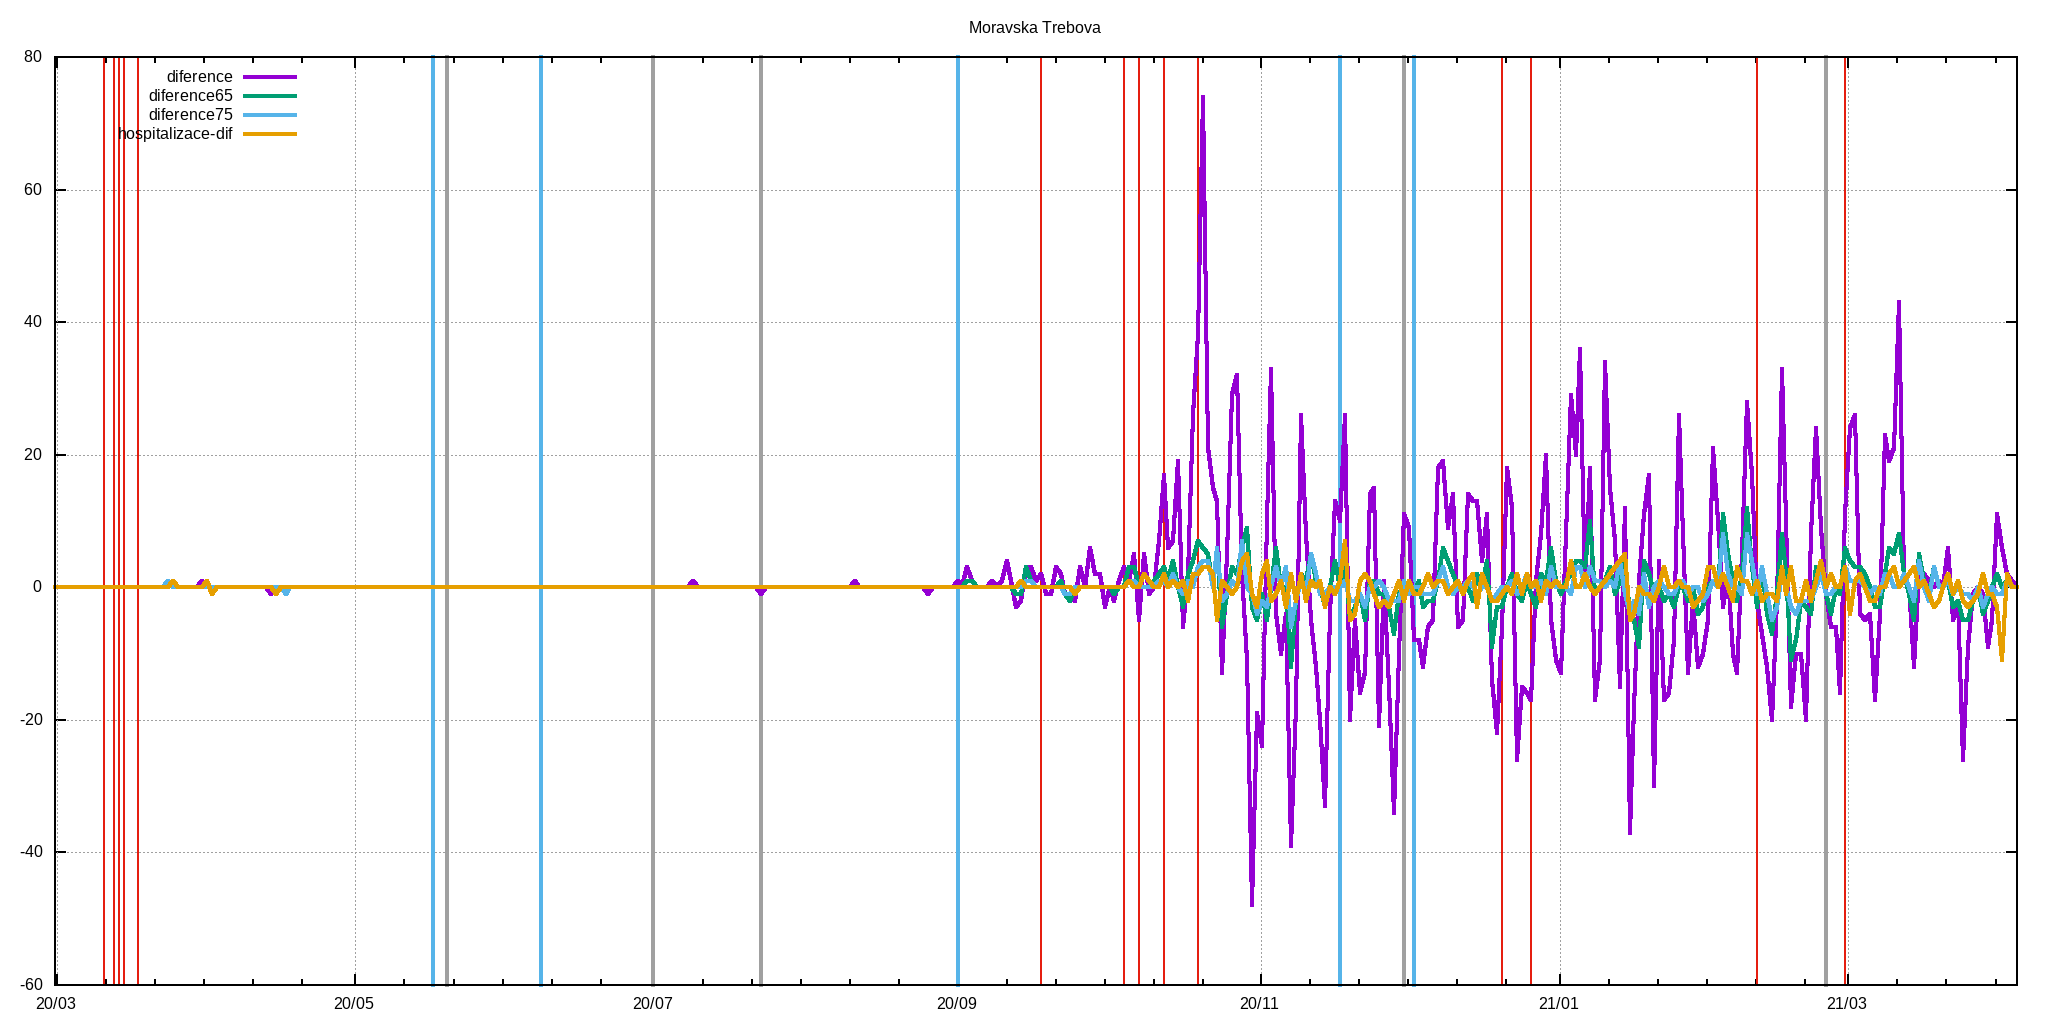 Moravska Trebova
80
60
40
20
0
-20
-40
-60
diference
diference65
diference75
hospitalizace-dif
20/03 20/05 20/07 20/09 20/11 21/01 21/03